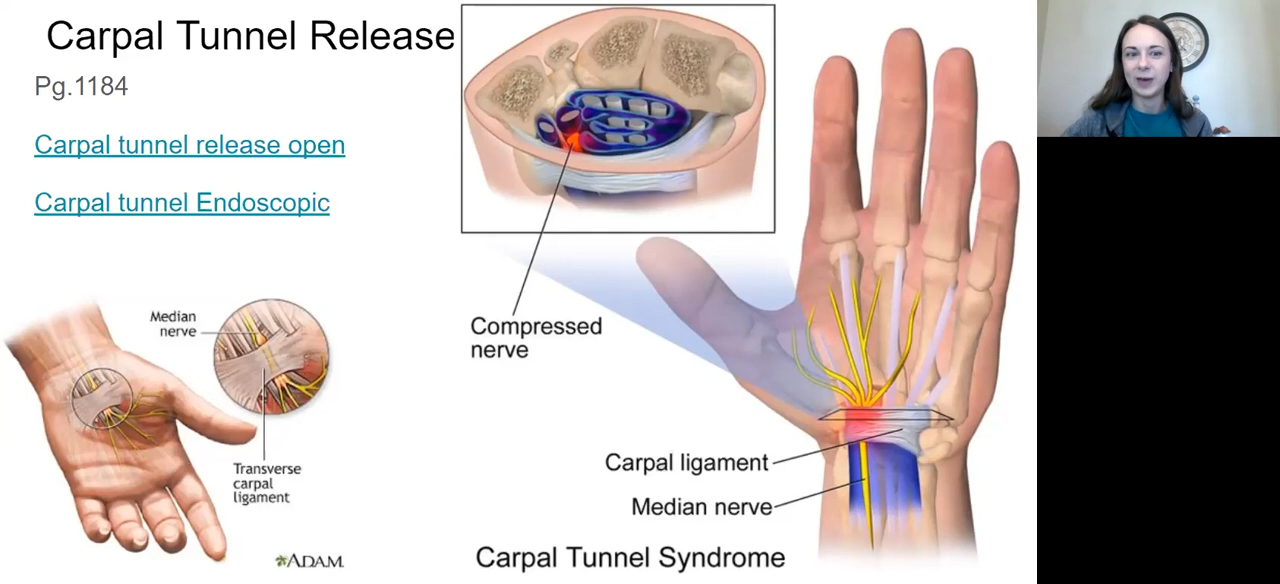 Carpal Tunnel Release
Pg.1184
Carpal tunnel release open
Carpal tunnel Endoscopic
Compressed
nerve
Median
nerve
Transverse
carpal
ligament
ADAM.
Carpal ligament
Median nerve
Carpal Tunnel Syndrome